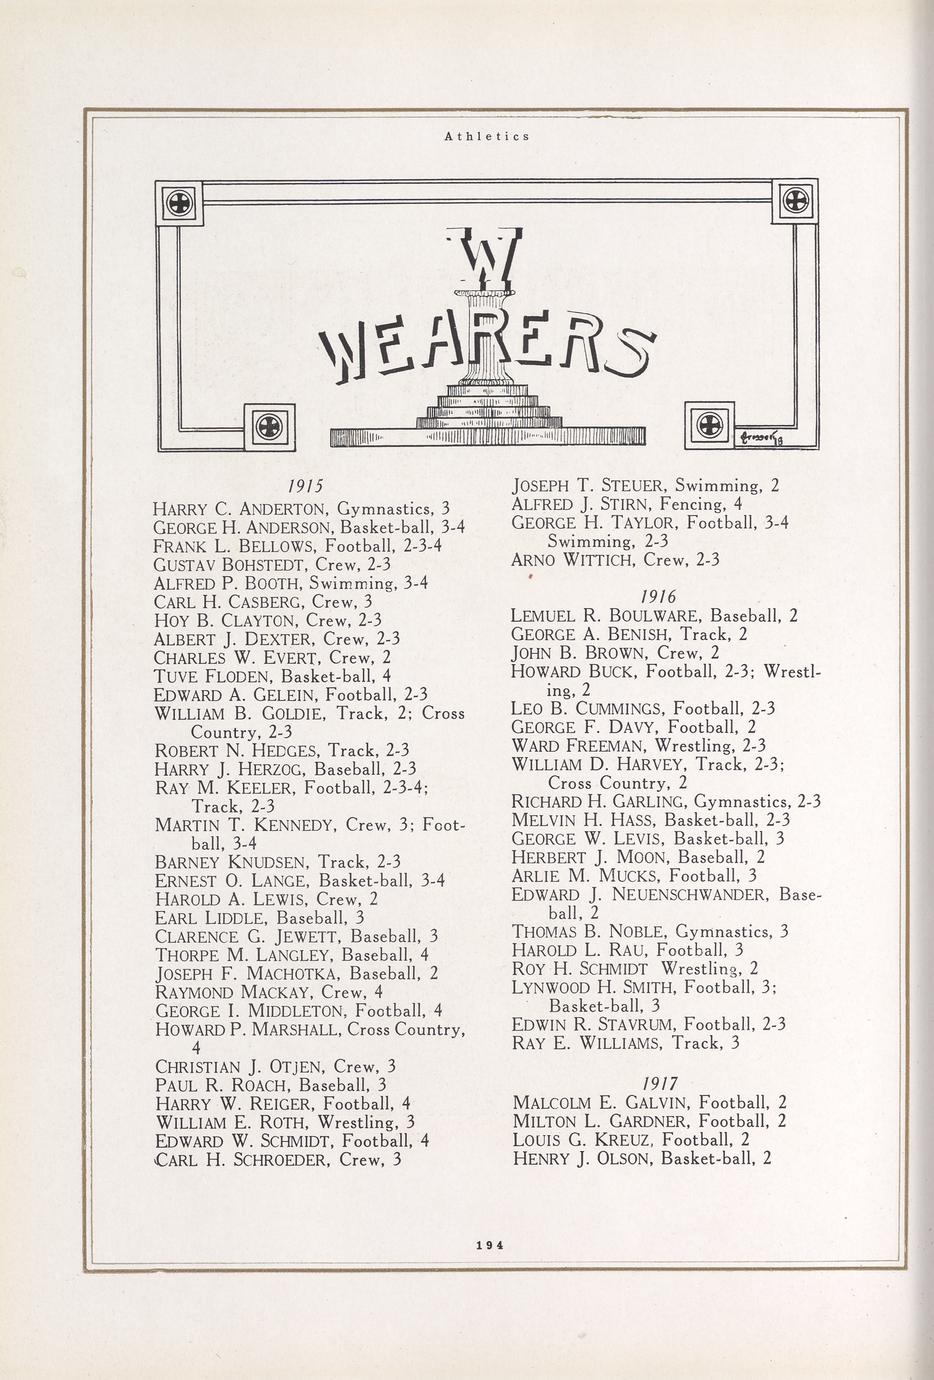 Athletics
W
WEARERS
1915
HARRY C. ANDERTON, Gymnastics, 3
GEORGE H. ANDERSON, Basket-ball, 3-4
FRANK L. BELLOWS, Football, 2-3-4
GUSTAV BOHSTEDT, Crew, 2-3
ALFRED P. BOOTH, Swimming, 3-4
CARL H. CASBERG, Crew, 3
HOY B. CLAYTON, Crew, 2-3
ALBERT J. DEXTER, Crew, 2-3
CHARLES W. EVERT, Crew, 2
TUVE FLODEN, Basket-ball, 4
EDWARD A. GELEIN, Football, 2-3
WILLIAM B. GOLDIE, Track, 2; Cross
Country, 2-3
ROBERT N. HEDGES, Track, 2-3
HARRY J. HERZOG, Baseball, 2-3
RAY M. KEELER, Football, 2-3-4;
Track, 2-3
MARTIN T. KENNEDY, Crew, 3; Foot-
ball, 3-4
BARNEY KNUDSEN, Track, 2-3
ERNEST O. LANGE, Basket-ball, 3-4
HAROLD A. LEWIS, Crew, 2
EARL LIDDLE, Baseball, 3
CLARENCE G. JEWETT, Baseball, 3
THORPE M. LANGLEY, Baseball, 4
JOSEPH F. MACHOTKA, Baseball, 2
RAYMOND MACKAY, Crew, 4
GEORGE I. MIDDLETON, Football, 4
HOWARD P. MARSHALL, Cross Country,
4
CHRISTIAN J. OTJEN, Crew, 3
PAUL R. ROACH, Baseball, 3
HARRY W. REIGER, Football, 4
WILLIAM E. ROTH, Wrestling, 3
EDWARD W. SCHMIDT, Football, 4
CARL H. SCHROEDER, Crew, 3
JOSEPH T. STEUER, Swimming, 2
ALFRED J. STIRN, Fencing, 4
GEORGE H. TAYLOR, Football, 3-4
Swimming, 2-3
ARNO WITTICH, Crew, 2-3
1916
LEMUEL R. BOULWARE, Baseball, 2
GEORGE A. BENISH, Track, 2
JOHN B. BROWN, Crew, 2
HOWARD BUCK, Football, 2-3; Wrestl-
ing, 2
LEO B. CUMMINGS, Football, 2-3
GEORGE F. DAVY, Football, 2
WARD FREEMAN, Wrestling, 2-3
WILLIAM D. HARVEY, Track, 2-3;
Cross Country, 2
RICHARD H. GARLING, Gymnastics, 2-3
MELVIN H. HASS, Basket-ball, 2-3
GEORGE W. LEVIS, Basket-ball, 3
HERBERT J. MOON, Baseball, 2
ARLIE M. MUCKS, Football, 3
EDWARD J. NEUENSCHWANDER, Base-
ball, 2
THOMAS B. NOBLE, Gymnastics, 3
HAROLD L. RAU, Football, 3
ROY H. SCHMIDT Wrestling, 2
LYNWOOD H. SMITH, Football, 3;
Basket-ball, 3
EDWIN R. STAVRUM, Football, 2-3
RAY E. WILLIAMS, Track, 3
1917
MALCOLM E. GALVIN, Football, 2
MILTON L. GARDNER, Football, 2
LOUIS G. KREUZ, Football, 2
HENRY J. OLSON, Basket-ball, 2
194